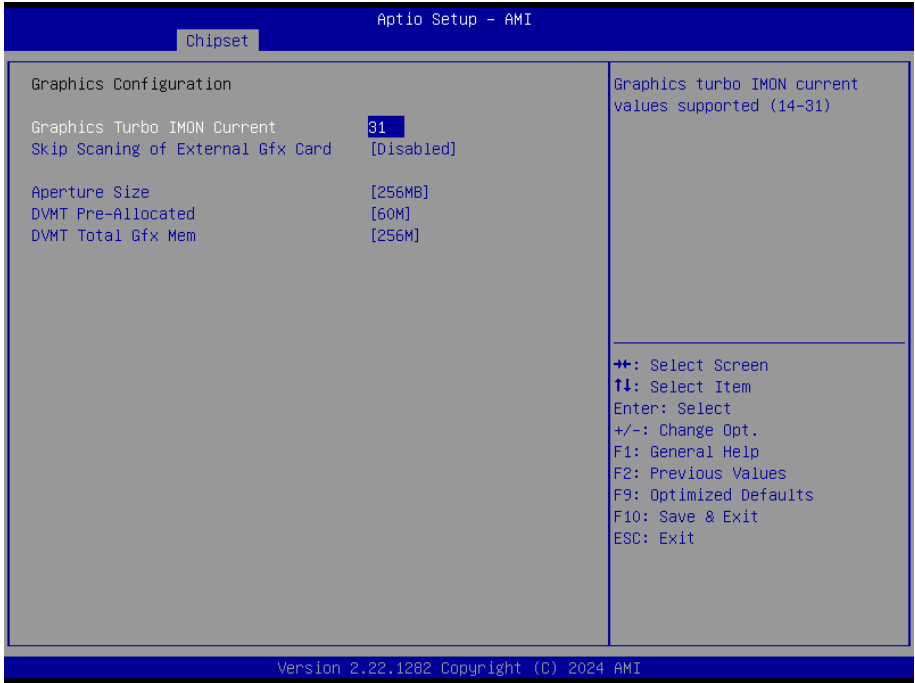 Aptio Setup – AMI
Chipset
Graphics Configuration
Graphics Turbo IMON Current 31
Skip Scaning of External Gfx Card [Disabled]
Aperture Size [256MB]
DVMT Pre-Allocated [60M]
DVMT Total Gfx Mem [256M]
Graphics turbo IMON current
values supported (14-31)
→←: Select Screen
↑↓: Select Item
Enter: Select
+/-: Change Opt.
F1: General Help
F2: Previous Values
F9: Optimized Defaults
F10: Save & Exit
ESC: Exit
Version 2.22.1282 Copyright (C) 2024 AMI